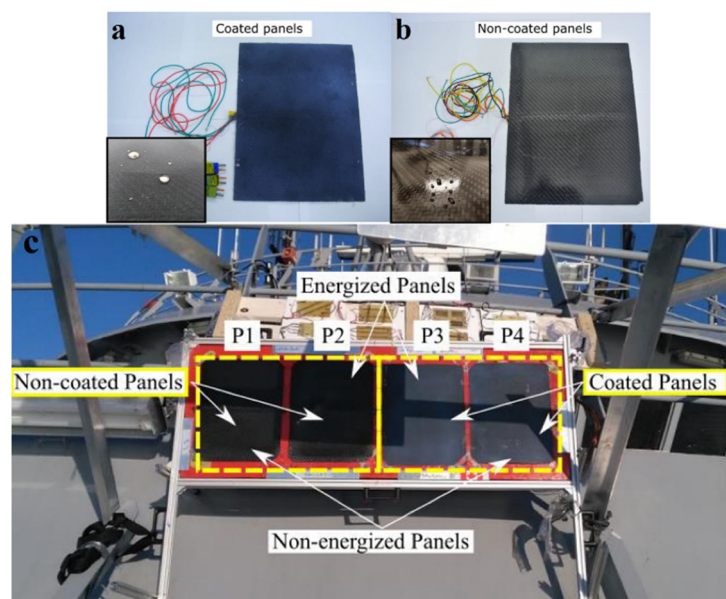 a
Coated panels
b
Non-coated panels
c
Energized Panels
P1
P2
P3
P4
Non-coated Panels
Coated Panels
Non-energized Panels